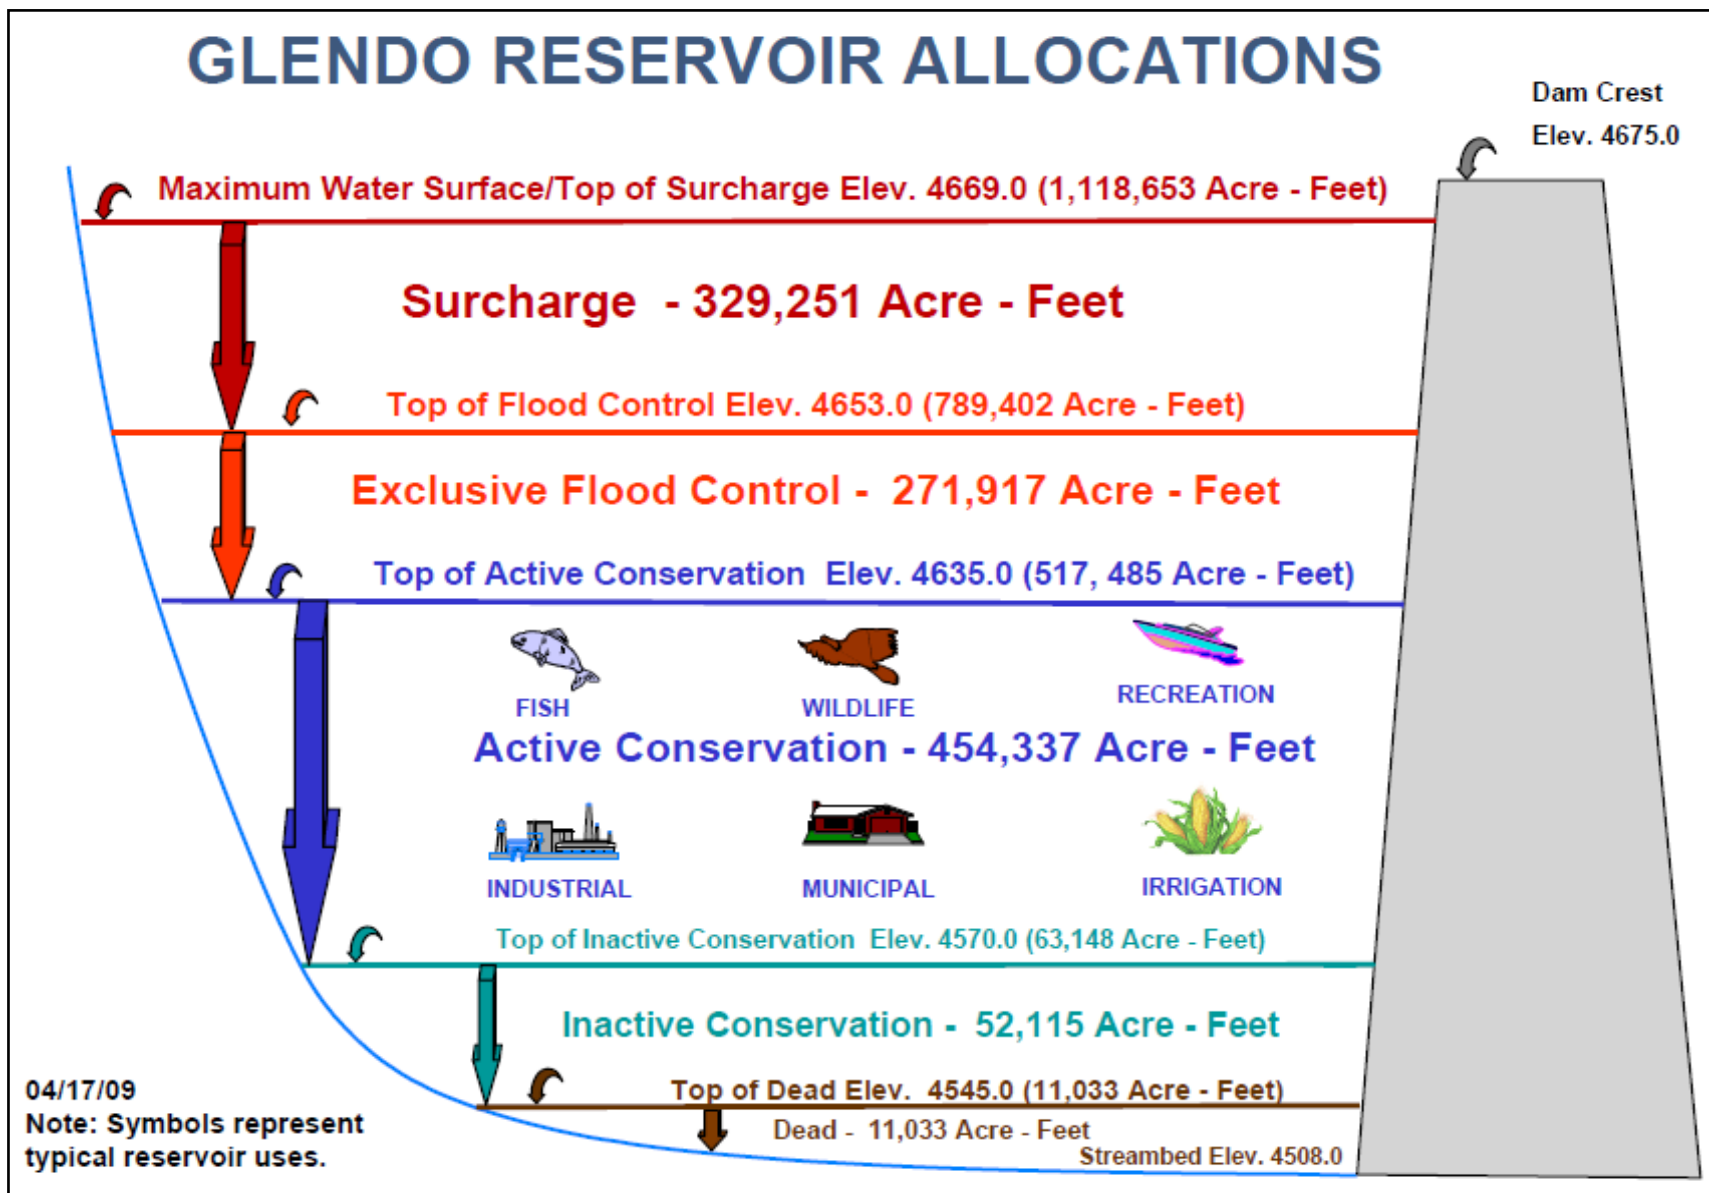 GLENDO RESERVOIR ALLOCATIONS
Dam Crest
Elev. 4675.0
Maximum Water Surface/Top of Surcharge Elev. 4669.0 (1,118,653 Acre - Feet)
Surcharge - 329,251 Acre - Feet
Top of Flood Control Elev. 4653.0 (789,402 Acre - Feet)
Exclusive Flood Control - 271,917 Acre - Feet
Top of Active Conservation Elev. 4635.0 (517, 485 Acre - Feet)
FISH
WILDLIFE
RECREATION
Active Conservation - 454,337 Acre - Feet
INDUSTRIAL
MUNICIPAL
IRRIGATION
Top of Inactive Conservation Elev. 4570.0 (63,148 Acre - Feet)
Inactive Conservation - 52,115 Acre - Feet
Top of Dead Elev. 4545.0 (11,033 Acre - Feet)
Dead - 11,033 Acre - Feet
Streambed Elev. 4508.0
04/17/09
Note: Symbols represent
typical reservoir uses.